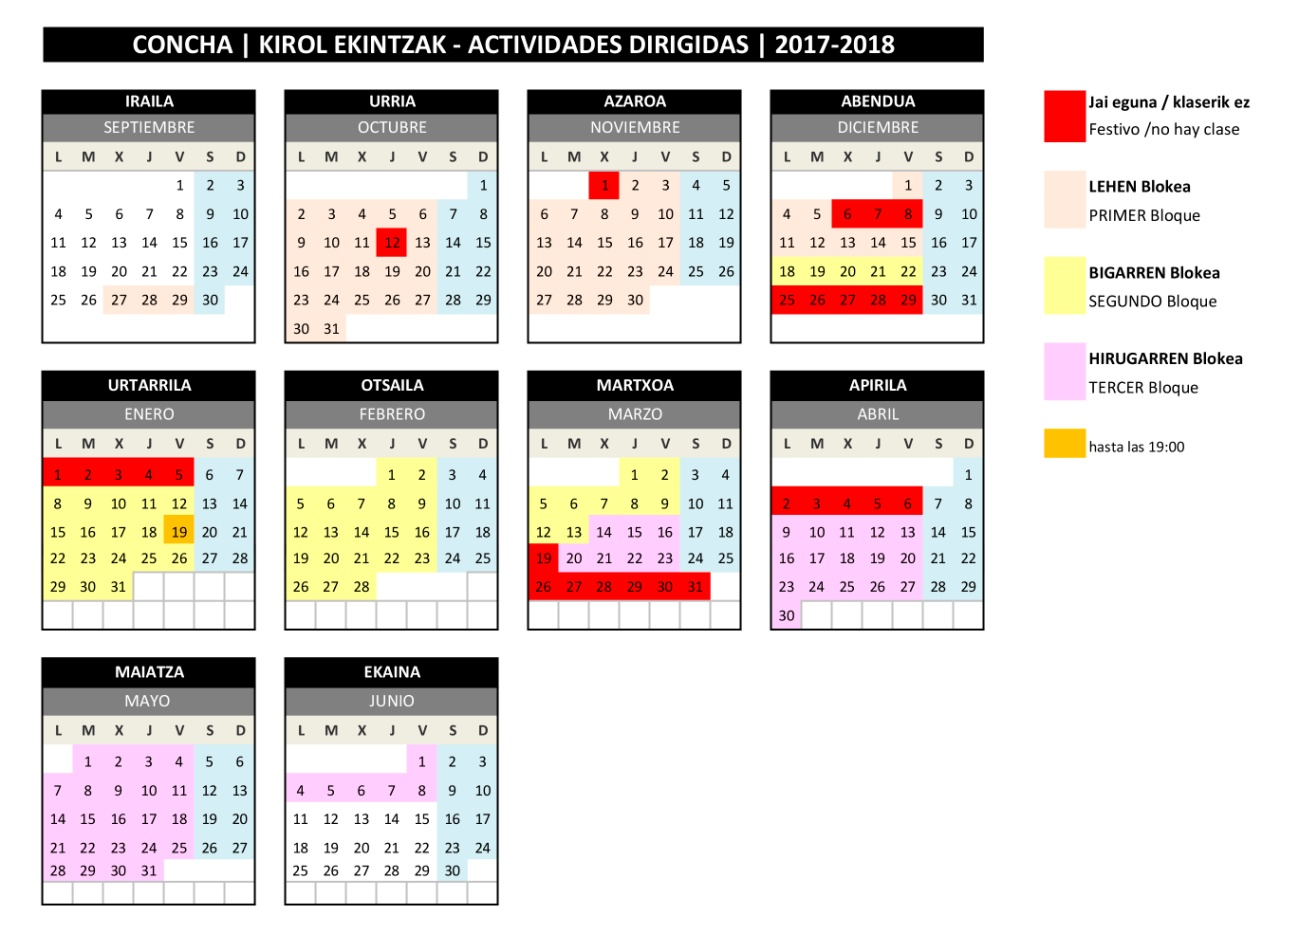 CONCHA | KIROL EKINTZAK - ACTIVIDADES DIRIGIDAS | 2017-2018
IRAILA
SEPTIEMBRE
L M X J V S D
1 2 3
4 5 6 7 8 9 10
11 12 13 14 15 16 17
18 19 20 21 22 23 24
25 26 27 28 29 30
URRIA
OCTUBRE
L M X J V S D
1
2 3 4 5 6 7 8
9 10 11 12 13 14 15
16 17 18 19 20 21 22
23 24 25 26 27 28 29
30 31
AZAROA
NOVIEMBRE
L M X J V S D
1 2 3 4 5
6 7 8 9 10 11 12
13 14 15 16 17 18 19
20 21 22 23 24 25 26
27 28 29 30
ABENDUA
DICIEMBRE
L M X J V S D
1 2 3
4 5 6 7 8 9 10
11 12 13 14 15 16 17
18 19 20 21 22 23 24
25 26 27 28 29 30 31
Jai eguna / klaserik ez
Festivo /no hay clase
LEHEN Blokea
PRIMER Bloque
BIGARREN Blokea
SEGUNDO Bloque
HIRUGARREN Blokea
TERCER Bloque
hasta las 19:00
URTARRILA
ENERO
L M X J V S D
1 2 3 4 5 6 7
8 9 10 11 12 13 14
15 16 17 18 19 20 21
22 23 24 25 26 27 28
29 30 31
OTSAILA
FEBRERO
L M X J V S D
1 2 3 4
5 6 7 8 9 10 11
12 13 14 15 16 17 18
19 20 21 22 23 24 25
26 27 28
MARTXOA
MARZO
L M X J V S D
1 2 3 4
5 6 7 8 9 10 11
12 13 14 15 16 17 18
19 20 21 22 23 24 25
26 27 28 29 30 31
APIRILA
ABRIL
L M X J V S D
1
2 3 4 5 6 7 8
9 10 11 12 13 14 15
16 17 18 19 20 21 22
23 24 25 26 27 28 29
30
MAIATZA
MAYO
L M X J V S D
1 2 3 4 5 6
7 8 9 10 11 12 13
14 15 16 17 18 19 20
21 22 23 24 25 26 27
28 29 30 31
EKAINA
JUNIO
L M X J V S D
1 2 3
4 5 6 7 8 9 10
11 12 13 14 15 16 17
18 19 20 21 22 23 24
25 26 27 28 29 30